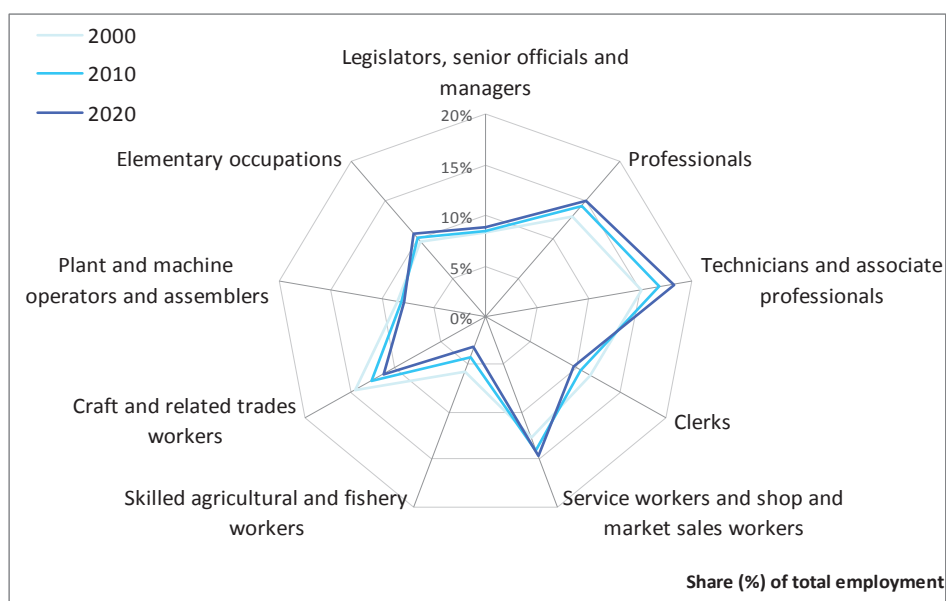 2000
2010
2020
Legislators, senior officials and
managers
20%
15%
10%
5%
0%
Professionals
Technicians and associate
professionals
Clerks
Service workers and shop and
market sales workers
Skilled agricultural and fishery
workers
Craft and related trades
workers
Plant and machine
operators and assemblers
Elementary occupations
Share (%) of total employment